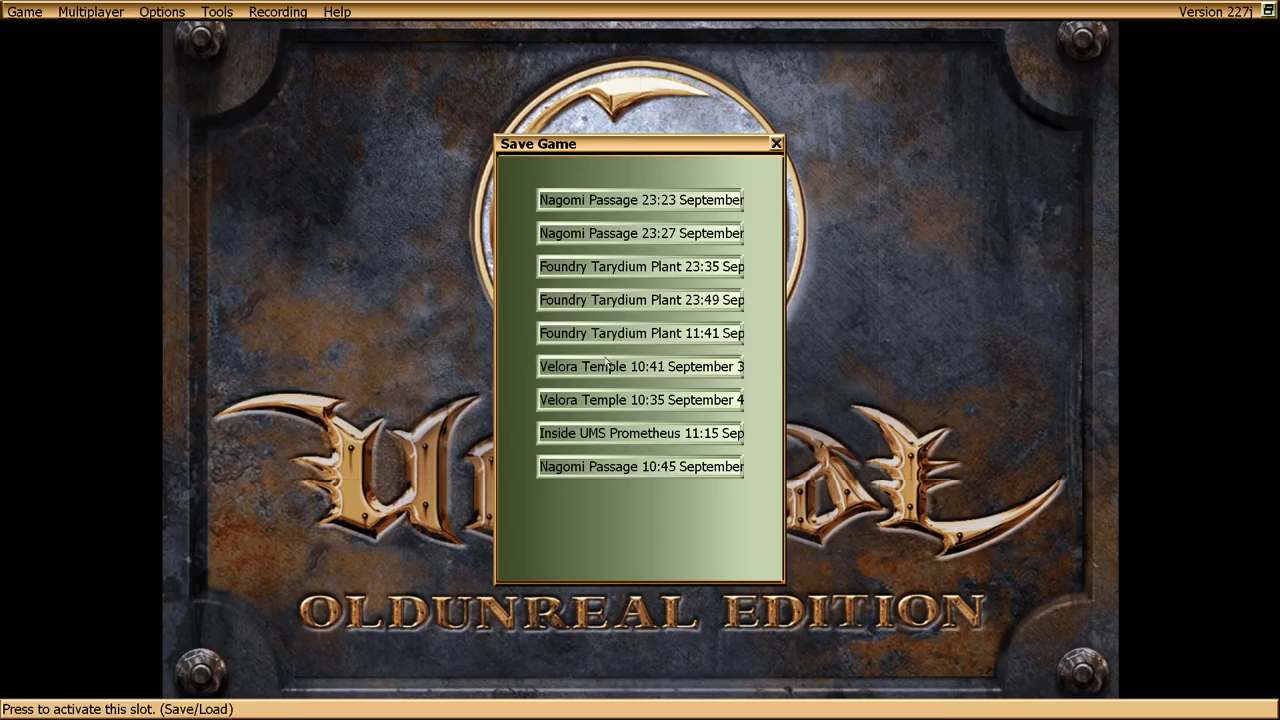 Game Multiplayer Options Tools Recording Help Version 227j
Save Game
Nagomi Passage 23:23 September
Nagomi Passage 23:27 September
Foundry Tarydium Plant 23:35 Sep
Foundry Tarydium Plant 23:49 Sep
Foundry Tarydium Plant 11:41 Sep
Velora Temple 10:41 September 3
Velora Temple 10:35 September 4
Inside UMS Prometheus 11:15 Sep
Nagomi Passage 10:45 September
OLDUNREAL EDITION
Press to activate this slot. (Save/Load)